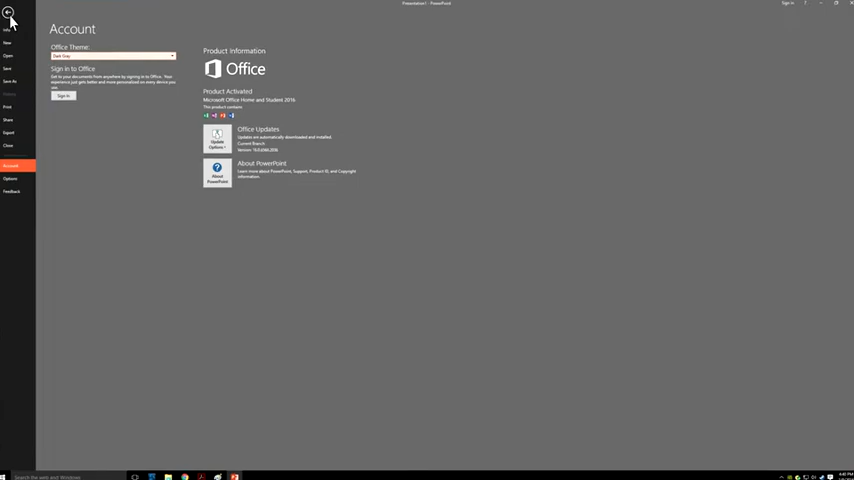 Presentation1 - PowerPoint
Sign in ?
Info
New
Open
Save
Save As
Print
Share
Export
Close
Account
Options
Feedback
Account
Office Theme:
Dark Gray
Sign in to Office
Get to your documents from anywhere by signing in to Office. Your
experience just gets better and more personalized on every device you
use.
Sign In
Product Information
Office
Product Activated
Microsoft Office Home and Student 2016
This product contains
Update
Options
Office Updates
Updates are automatically downloaded and installed.
Current Branch
About
PowerPoint
About PowerPoint
Learn more about PowerPoint, Support, Product ID, and Copyright
information.
Search the web and Windows
4:40 PM